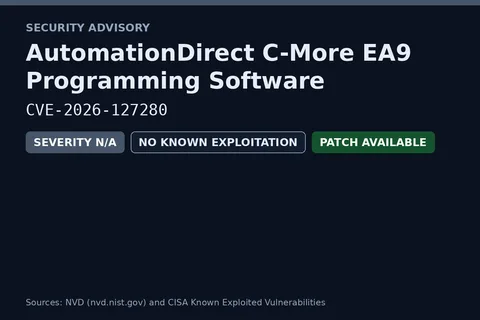 SECURITY ADVISORY
AutomationDirect C-More EA9
Programming Software
CVE-2026-127280
SEVERITY N/A NO KNOWN EXPLOITATION PATCH AVAILABLE
Sources: NVD (nvd.nist.gov) and CISA Known Exploited Vulnerabilities